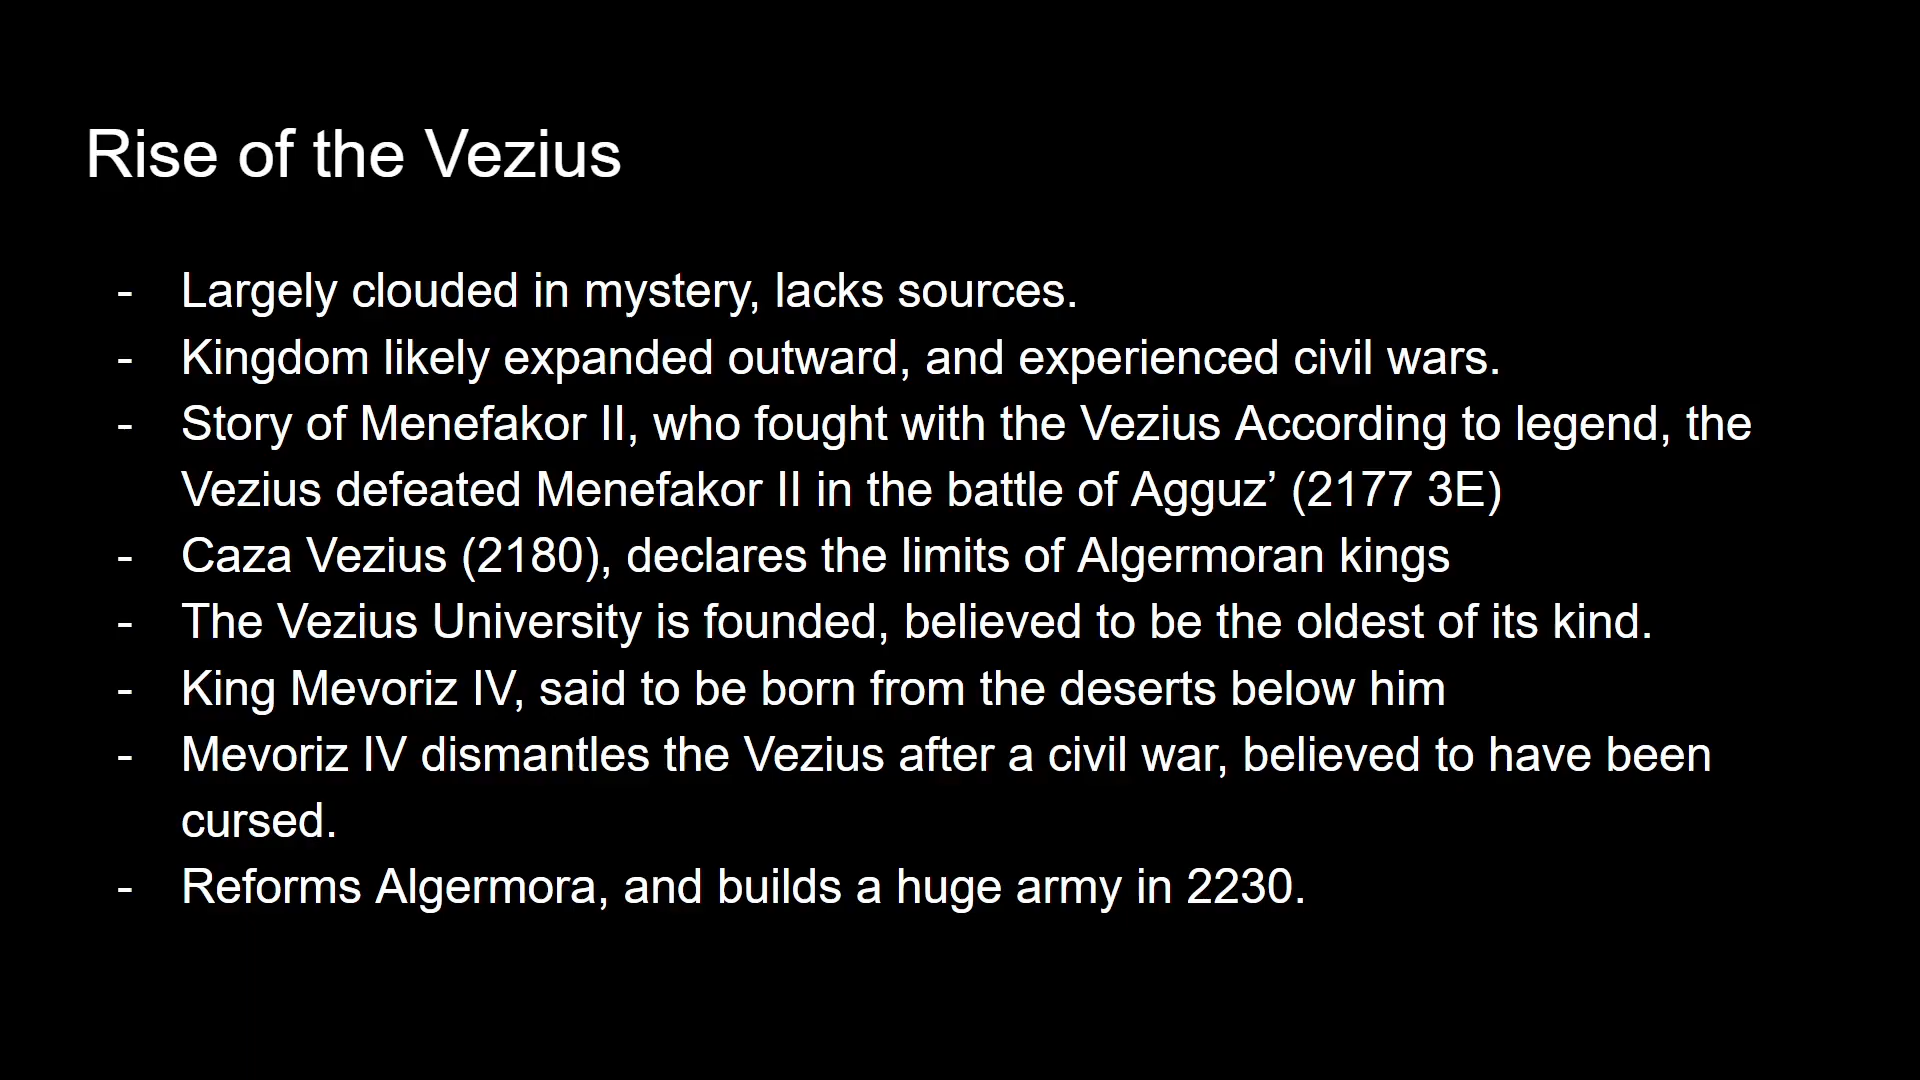 Rise of the Vezius
- Largely clouded in mystery, lacks sources.
- Kingdom likely expanded outward, and experienced civil wars.
- Story of Menefakor II, who fought with the Vezius According to legend, the
Vezius defeated Menefakor II in the battle of Agguz’ (2177 3E)
- Caza Vezius (2180), declares the limits of Algermoran kings
- The Vezius University is founded, believed to be the oldest of its kind.
- King Mevoriz IV, said to be born from the deserts below him
- Mevoriz IV dismantles the Vezius after a civil war, believed to have been
cursed.
- Reforms Algermora, and builds a huge army in 2230.